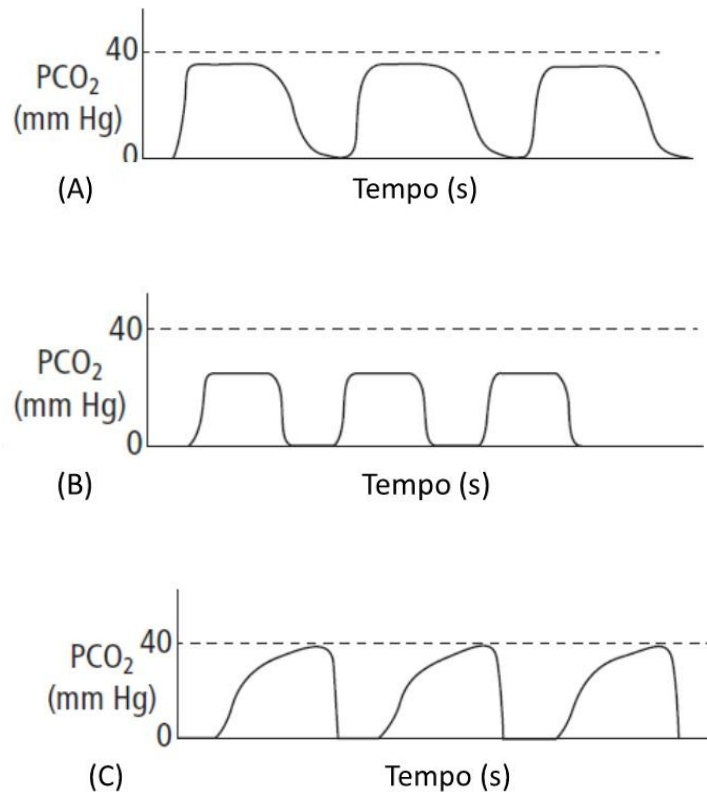 40
PCO₂
(mm Hg)
0
(A) Tempo (s)
40
PCO₂
(mm Hg)
0
(B) Tempo (s)
40
PCO₂
(mm Hg)
0
(C) Tempo (s)